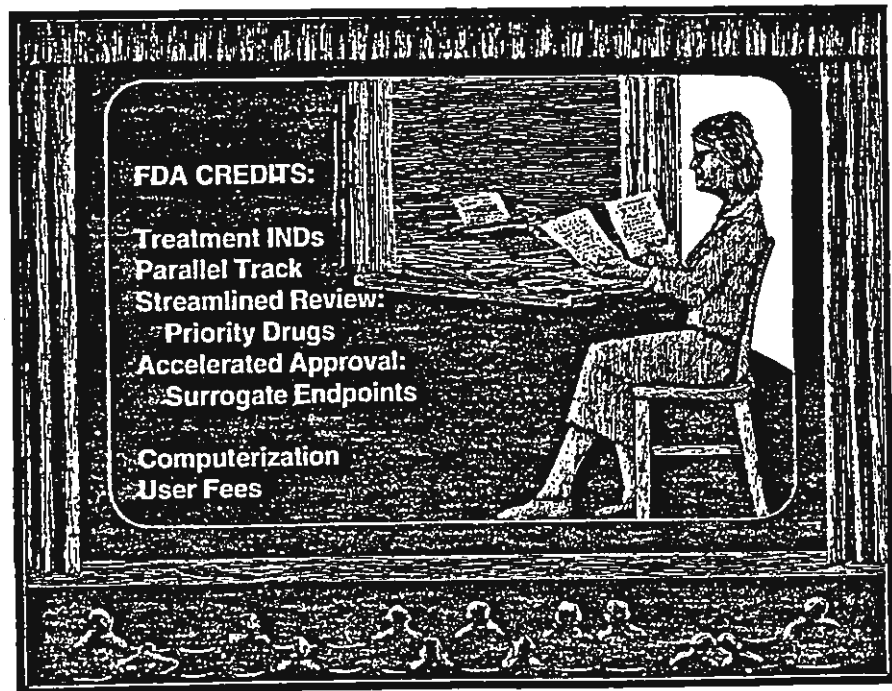 FDA CREDITS:
Treatment INDs
Parallel Track
Streamlined Review:
Priority Drugs
Accelerated Approval:
Surrogate Endpoints
Computerization
User Fees